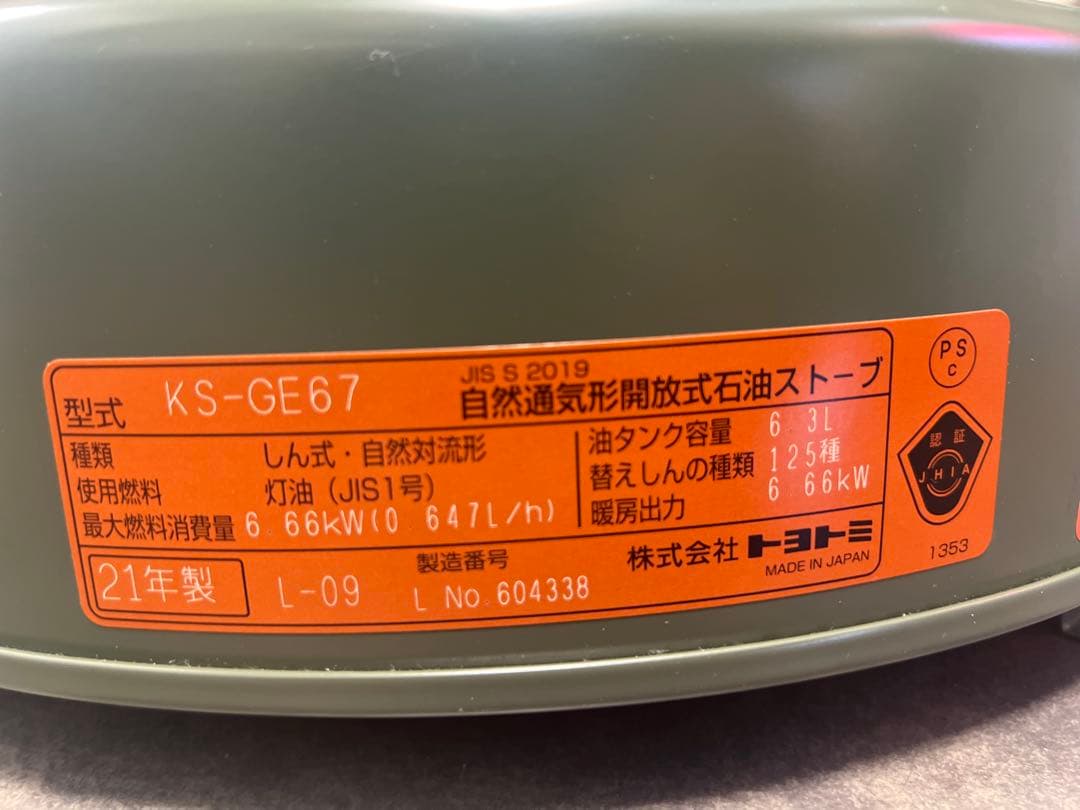 型式 KS-GE67
JIS S 2019
自然通気形開放式石油ストーブ
種類 しん式・自然対流形
使用燃料 灯油(JIS1号)
最大燃料消費量 6.66kW(0.647L/h)
油タンク容量 6.3L
替えしんの種類 125種
暖房出力 6.66kW
21年製 L-09
製造番号
L No.604338
株式会社トヨトミ
MADE IN JAPAN
PS
C
認証
JHIA
1353